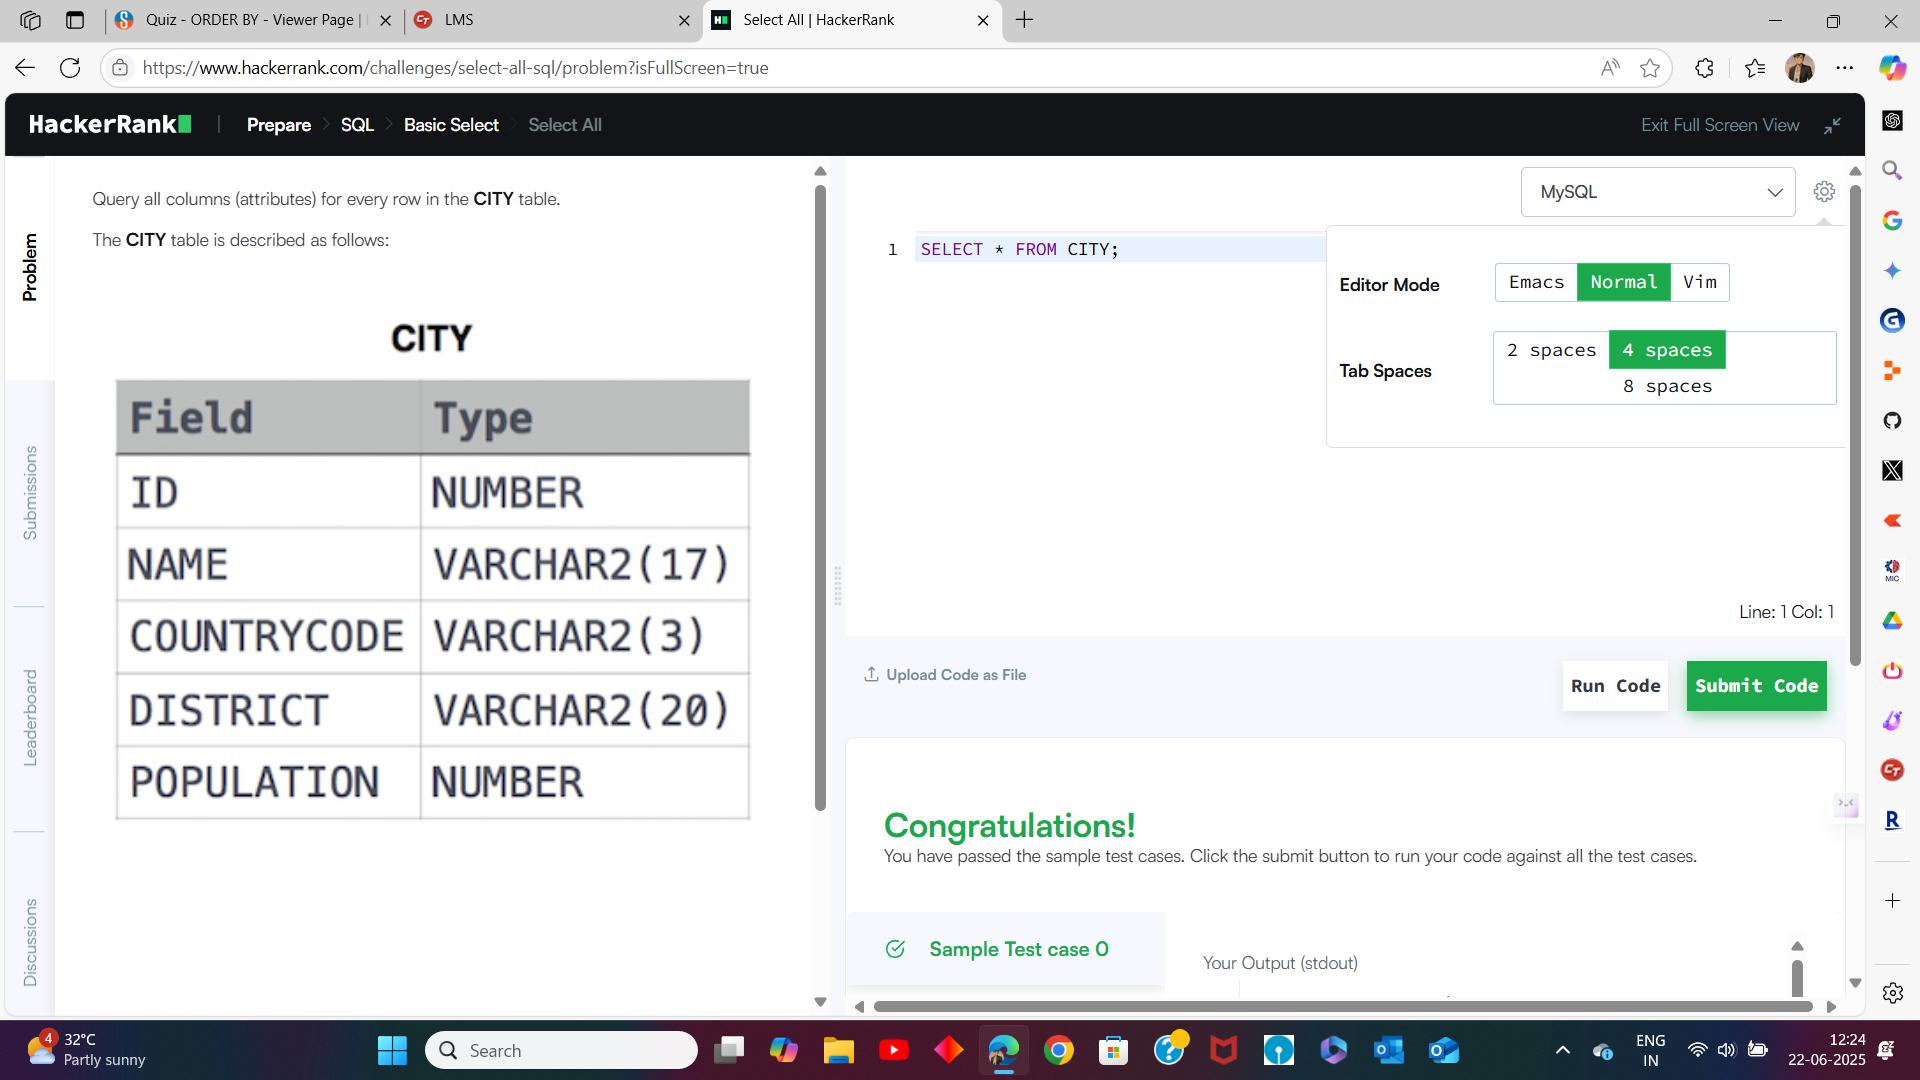 Quiz - ORDER BY - Viewer Page |
LMS
Select All | HackerRank
https://www.hackerrank.com/challenges/select-all-sql/problem?isFullScreen=true
HackerRank
Prepare
SQL
Basic Select
Select All
Exit Full Screen View
Problem
Submissions
Leaderboard
Discussions
Query all columns (attributes) for every row in the CITY table.
The CITY table is described as follows:
CITY
Field Type
ID NUMBER
NAME VARCHAR2(17)
COUNTRYCODE VARCHAR2(3)
DISTRICT VARCHAR2(20)
POPULATION NUMBER
MySQL
1 SELECT * FROM CITY;
Editor Mode Emacs Normal Vim
Tab Spaces 2 spaces 4 spaces
8 spaces
Line: 1 Col: 1
Upload Code as File
Run Code
Submit Code
Congratulations!
You have passed the sample test cases. Click the submit button to run your code against all the test cases.
Sample Test case 0
Your Output (stdout)
MIC
4
32°C
Partly sunny
Search
ENG
IN
12:24
22-06-2025